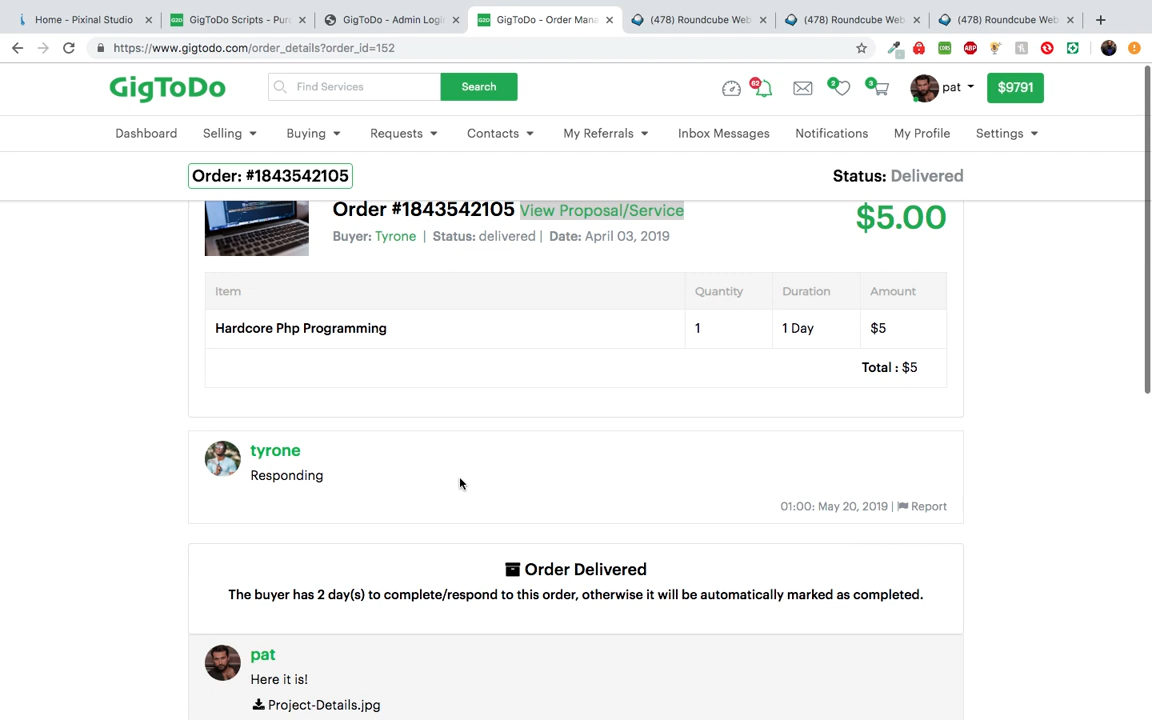 Home - Pixinal Studio
GigToDo Scripts - Pur
GigToDo - Admin Logi
GigToDo - Order Mana
(478) Roundcube Web
(478) Roundcube Web
(478) Roundcube Web
https://www.gigtodo.com/order_details?order_id=152
GigToDo
Find Services
Search
62
2
3
pat
$9791
Dashboard
Selling
Buying
Requests
Contacts
My Referrals
Inbox Messages
Notifications
My Profile
Settings
Order: #1843542105
Status: Delivered
Order #1843542105 View Proposal/Service
$5.00
Buyer: Tyrone | Status: delivered | Date: April 03, 2019
Item Quantity Duration Amount
Hardcore Php Programming 1 1 Day $5
Total : $5
tyrone
Responding
01:00: May 20, 2019 | Report
Order Delivered
The buyer has 2 day(s) to complete/respond to this order, otherwise it will be automatically marked as completed.
pat
Here it is!
Project-Details.jpg